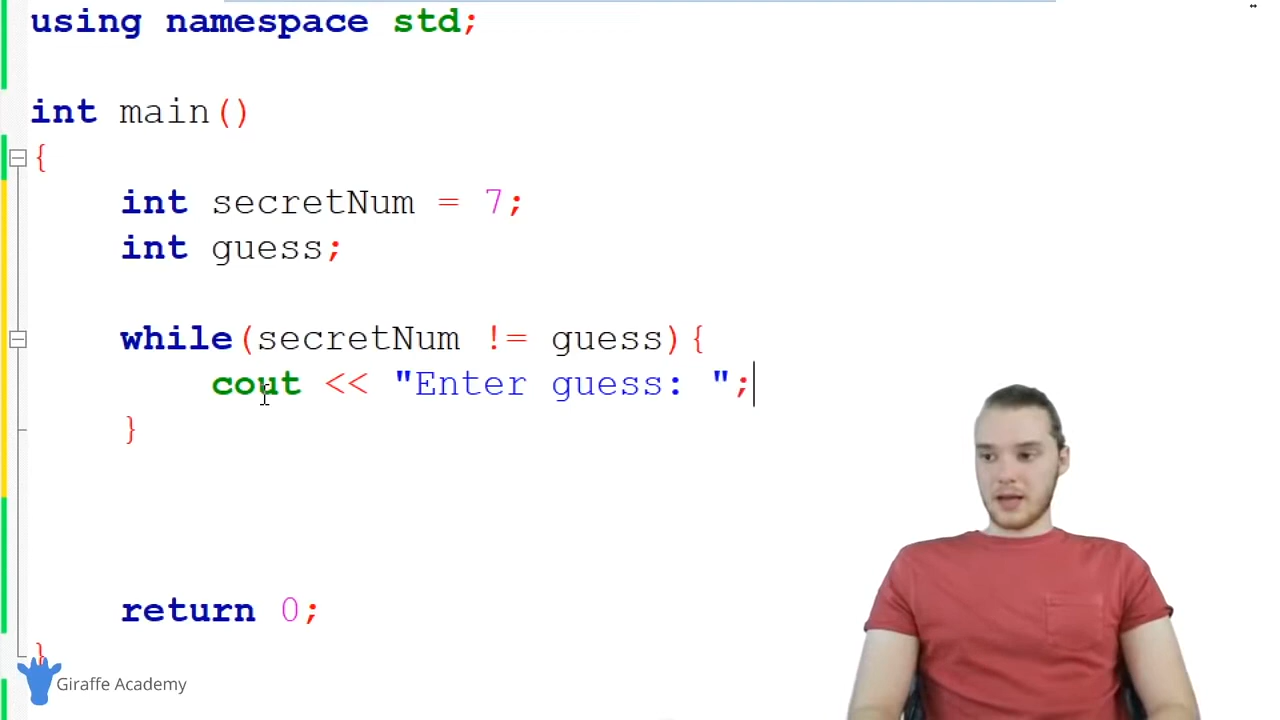 using namespace std;
int main()
{
int secretNum = 7;
int guess;
while(secretNum != guess){
cout << "Enter guess: ";
}
return 0;
}
Giraffe Academy